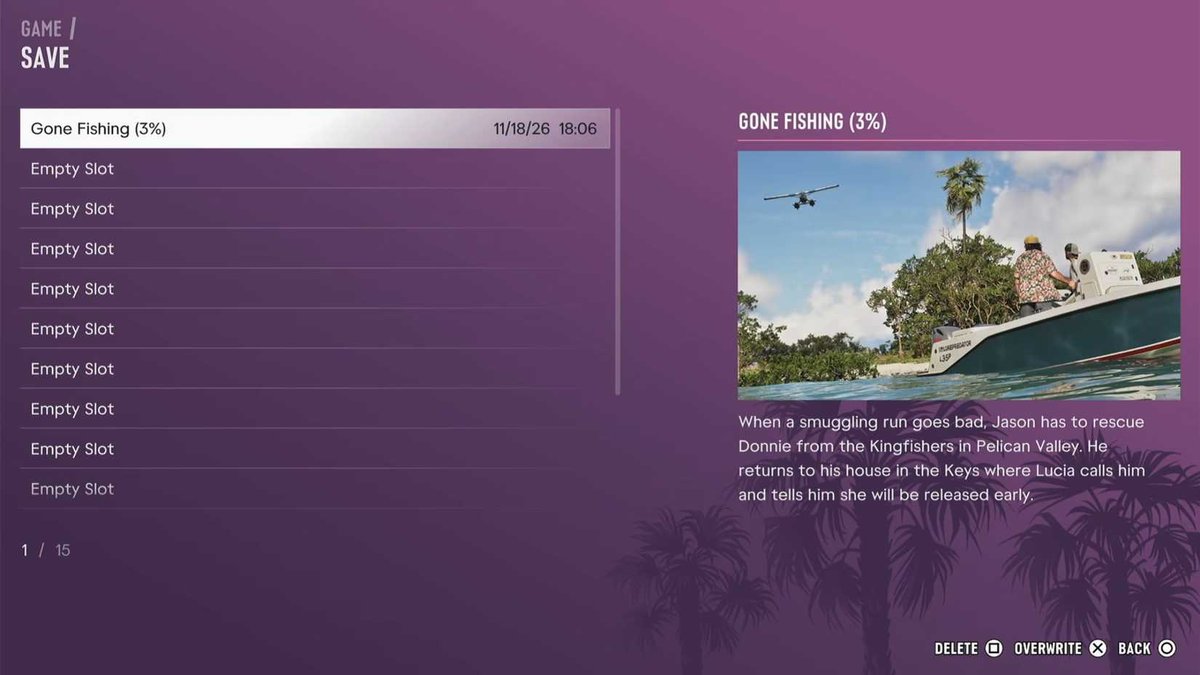 GAME /
SAVE
Gone Fishing (3%) 11/18/26 18:06
Empty Slot
Empty Slot
Empty Slot
Empty Slot
Empty Slot
Empty Slot
Empty Slot
Empty Slot
Empty Slot
1 / 15
GONE FISHING (3%)
L35P
When a smuggling run goes bad, Jason has to rescue
Donnie from the Kingfishers in Pelican Valley. He
returns to his house in the Keys where Lucia calls him
and tells him she will be released early.
DELETE OVERWRITE BACK